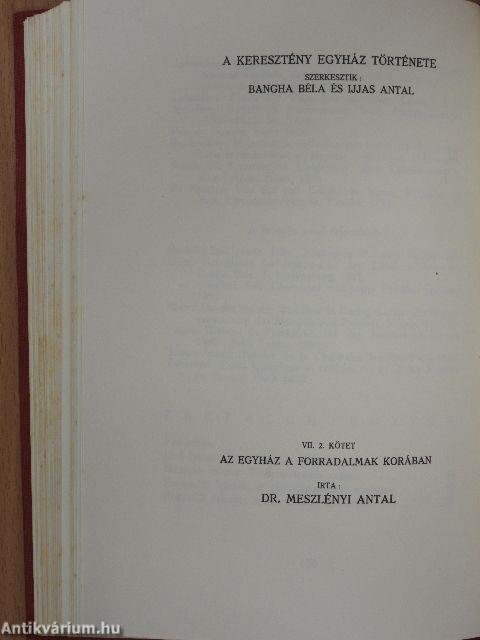 A KERESZTÉNY EGYHÁZ TÖRTÉNETE
SZERKESZTIK:
BANGHA BÉLA ÉS IJJAS ANTAL
VII. 2. KÖTET
AZ EGYHÁZ A FORRADALMAK KORÁBAN
ÍRTA:
DR. MESZLÉNYI ANTAL
Antikvárium.hu